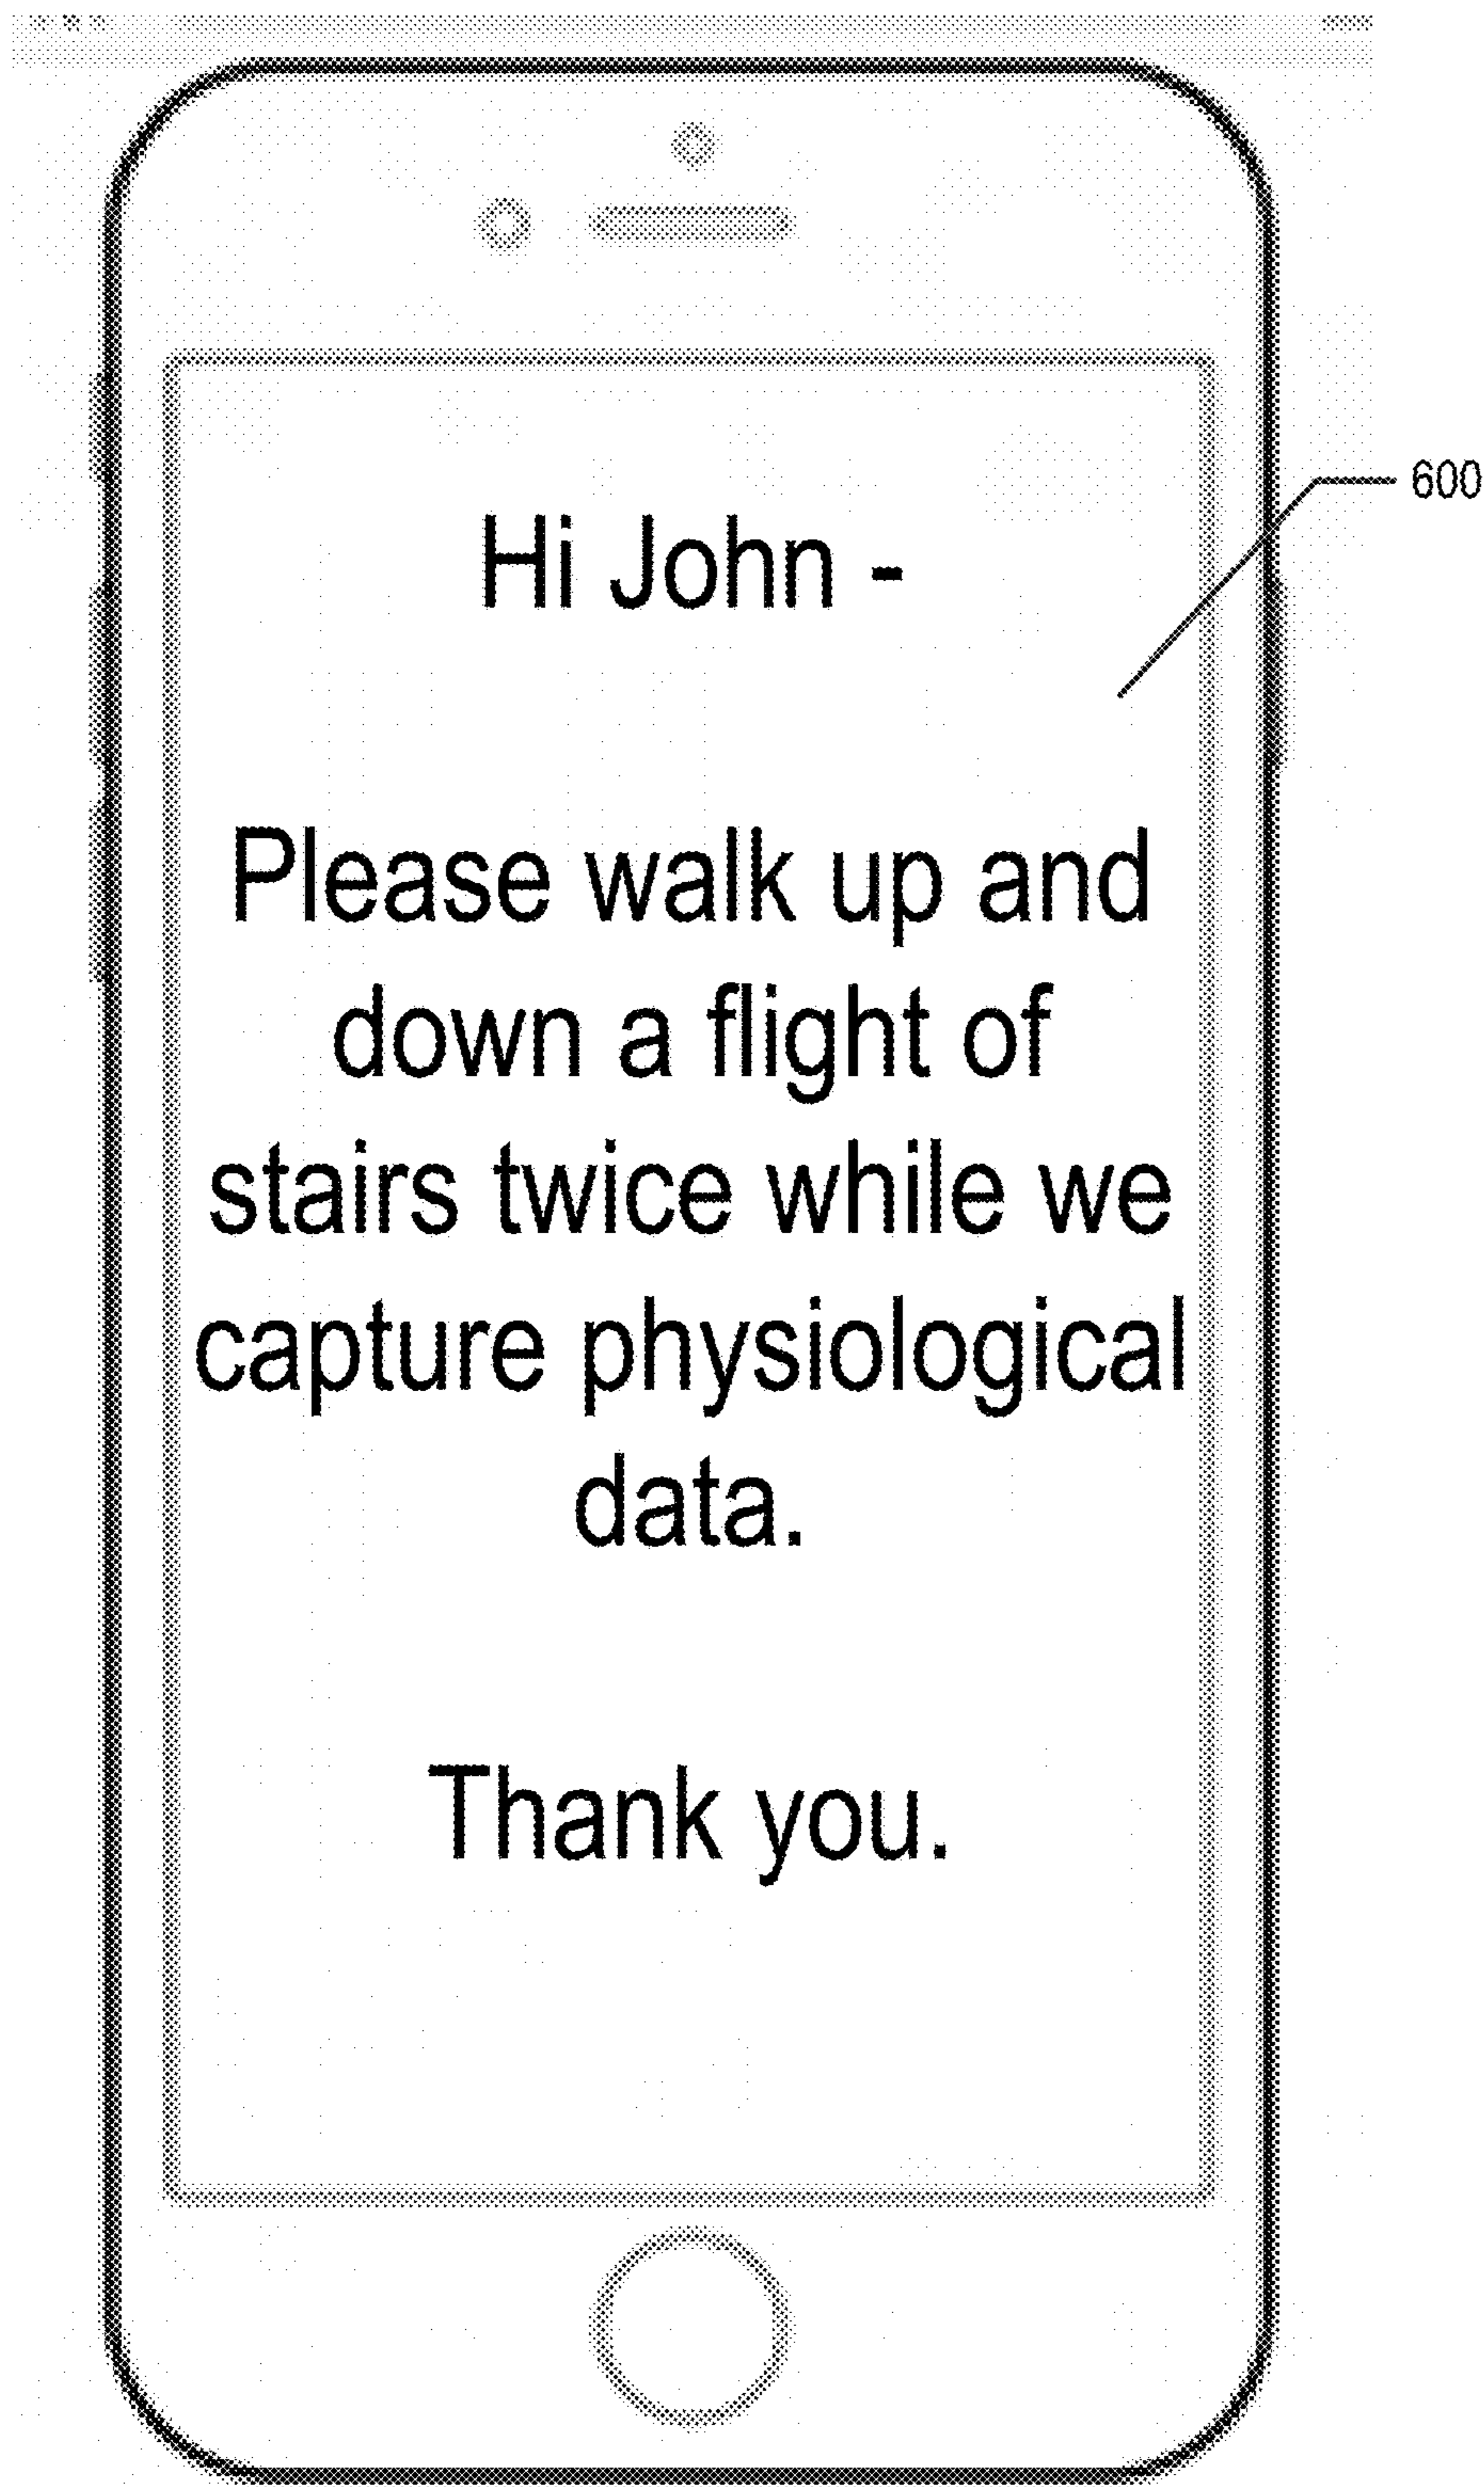 Hi John -
600
Please walk up and
down a flight of
stairs twice while we
capture physiological
data.
Thank you.